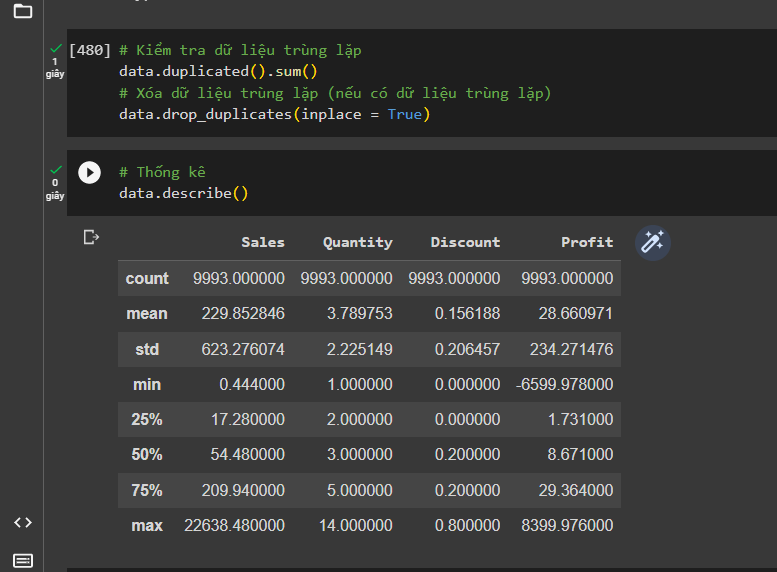 [480] # Kiểm tra dữ liệu trùng lặp
data.duplicated().sum()
# Xóa dữ liệu trùng lặp (nếu có dữ liệu trùng lặp)
data.drop_duplicates(inplace = True)
1
giây
# Thống kê
data.describe()
0
giây
Sales Quantity Discount Profit
count 9993.000000 9993.000000 9993.000000 9993.000000
mean 229.852846 3.789753 0.156188 28.660971
std 623.276074 2.225149 0.206457 234.271476
min 0.444000 1.000000 0.000000 -6599.978000
25% 17.280000 2.000000 0.000000 1.731000
50% 54.480000 3.000000 0.200000 8.671000
75% 209.940000 5.000000 0.200000 29.364000
max 22638.480000 14.000000 0.800000 8399.976000